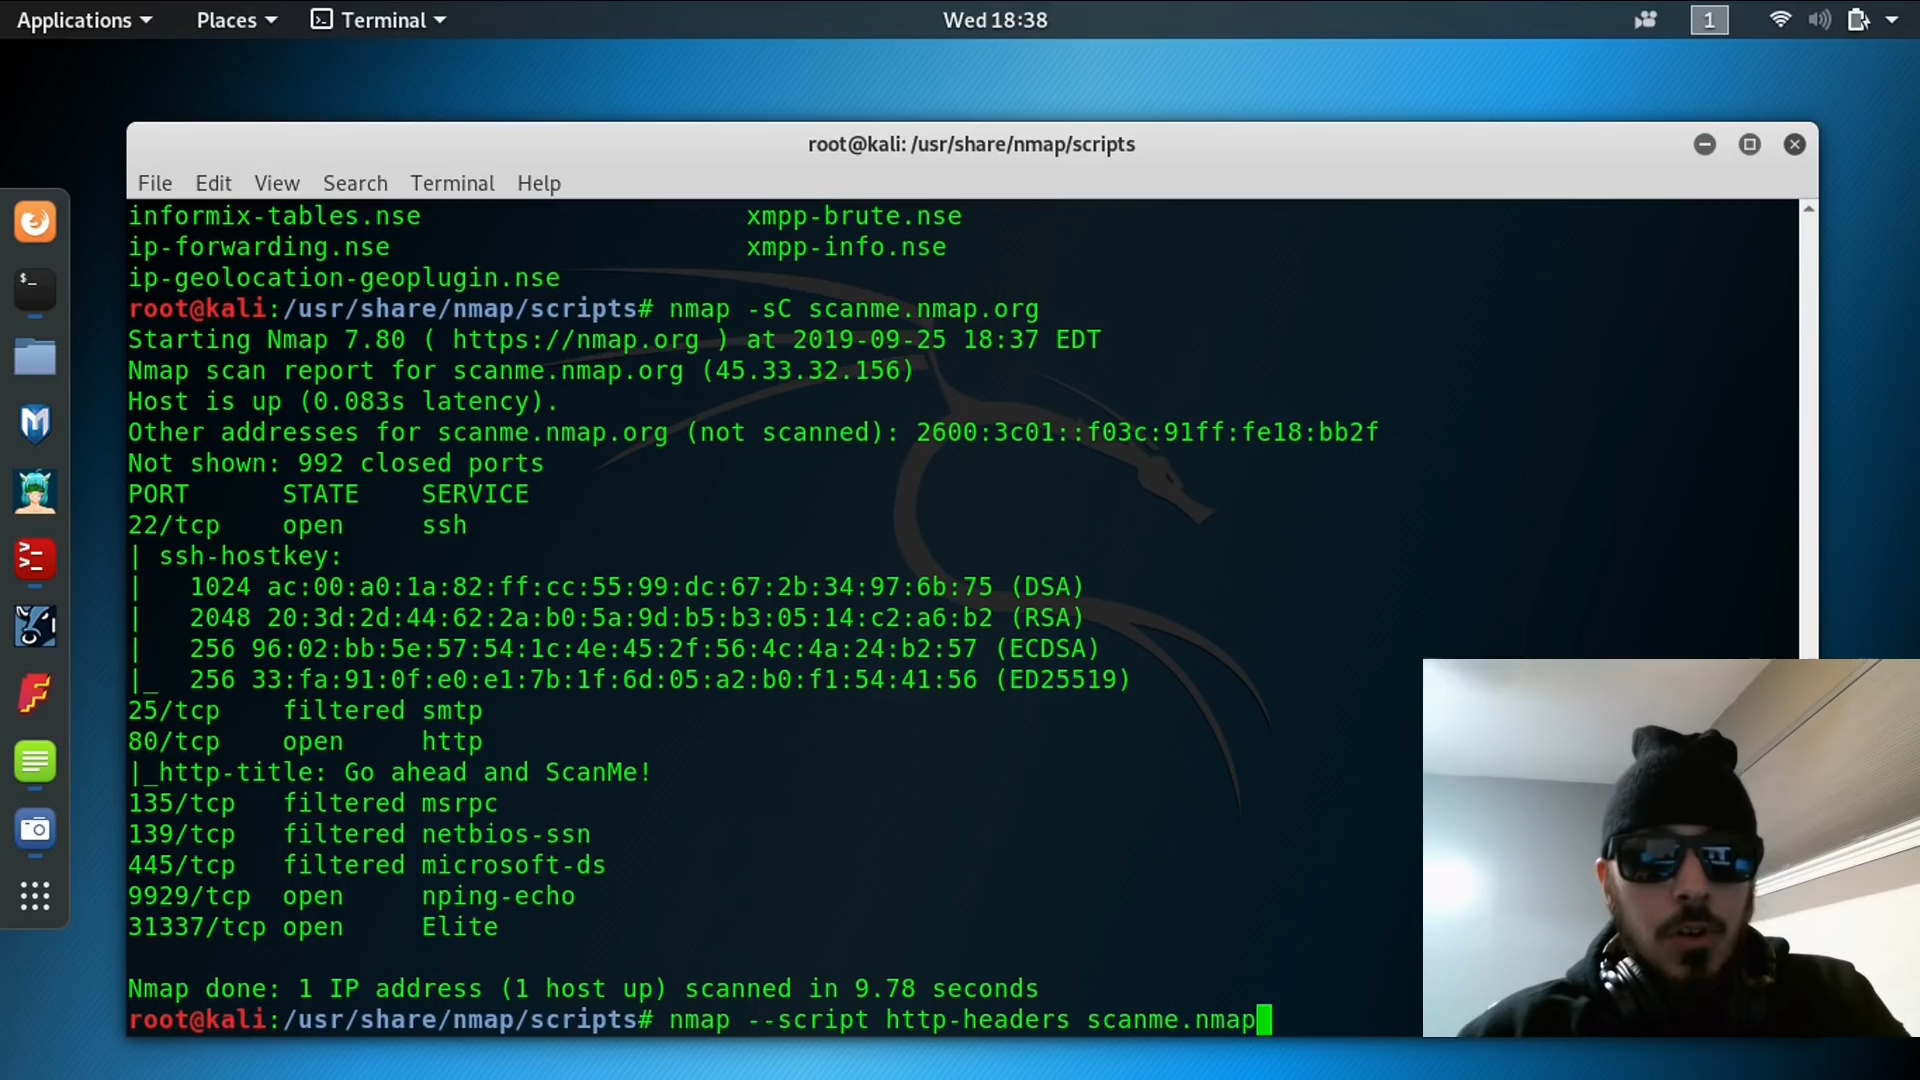 Applications Places Terminal Wed 18:38 1
root@kali: /usr/share/nmap/scripts
File Edit View Search Terminal Help
informix-tables.nse xmpp-brute.nse
ip-forwarding.nse xmpp-info.nse
ip-geolocation-geoplugin.nse
root@kali:/usr/share/nmap/scripts# nmap -sC scanme.nmap.org
Starting Nmap 7.80 ( https://nmap.org ) at 2019-09-25 18:37 EDT
Nmap scan report for scanme.nmap.org (45.33.32.156)
Host is up (0.083s latency).
Other addresses for scanme.nmap.org (not scanned): 2600:3c01::f03c:91ff:fe18:bb2f
Not shown: 992 closed ports
PORT STATE SERVICE
22/tcp open ssh
| ssh-hostkey:
| 1024 ac:00:a0:1a:82:ff:cc:55:99:dc:67:2b:34:97:6b:75 (DSA)
| 2048 20:3d:2d:44:62:2a:b0:5a:9d:b5:b3:05:14:c2:a6:b2 (RSA)
| 256 96:02:bb:5e:57:54:1c:4e:45:2f:56:4c:4a:24:b2:57 (ECDSA)
|_ 256 33:fa:91:0f:e0:e1:7b:1f:6d:05:a2:b0:f1:54:41:56 (ED25519)
25/tcp filtered smtp
80/tcp open http
|_http-title: Go ahead and ScanMe!
135/tcp filtered msrpc
139/tcp filtered netbios-ssn
445/tcp filtered microsoft-ds
9929/tcp open nping-echo
31337/tcp open Elite
Nmap done: 1 IP address (1 host up) scanned in 9.78 seconds
root@kali:/usr/share/nmap/scripts# nmap --script http-headers scanme.nmap